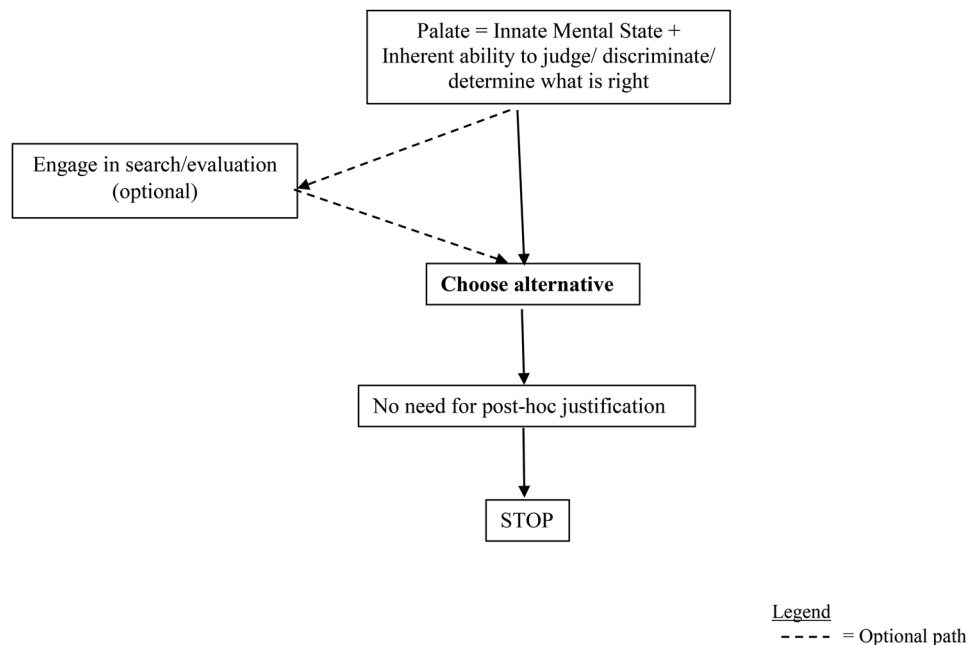 Palate = Innate Mental State +
Inherent ability to judge/ discriminate/
determine what is right
Engage in search/evaluation
(optional)
Choose alternative
No need for post-hoc justification
STOP
Legend
= Optional path